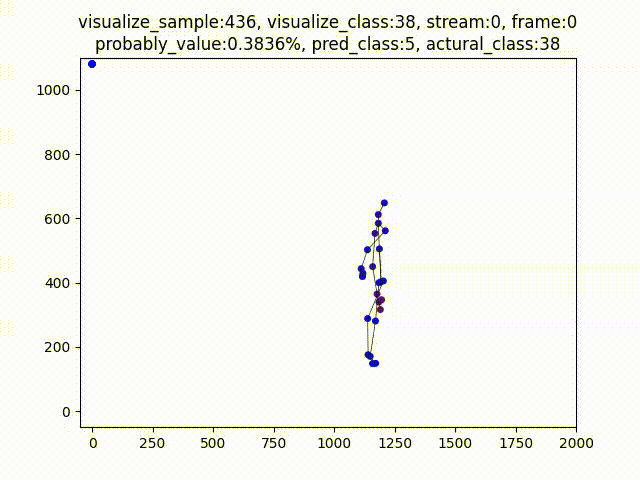 visualize_sample:436, visualize_class:38, stream:0, frame:0
probably_value:0.3836%, pred_class:5, actural_class:38
1000
800
600
400
200
0
0 250 500 750 1000 1250 1500 1750 2000